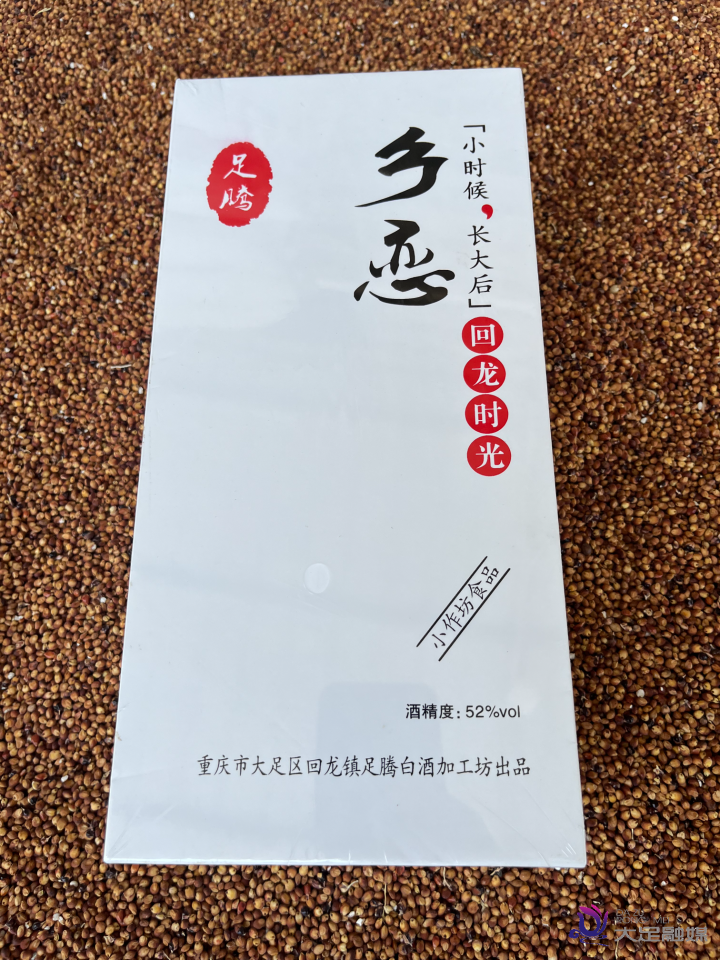 足腾
乡恋
「小时候，长大后」
回龙时光
小作坊食品
酒精度：52%vol
重庆市大足区回龙镇足腾白酒加工坊出品
大足融媒